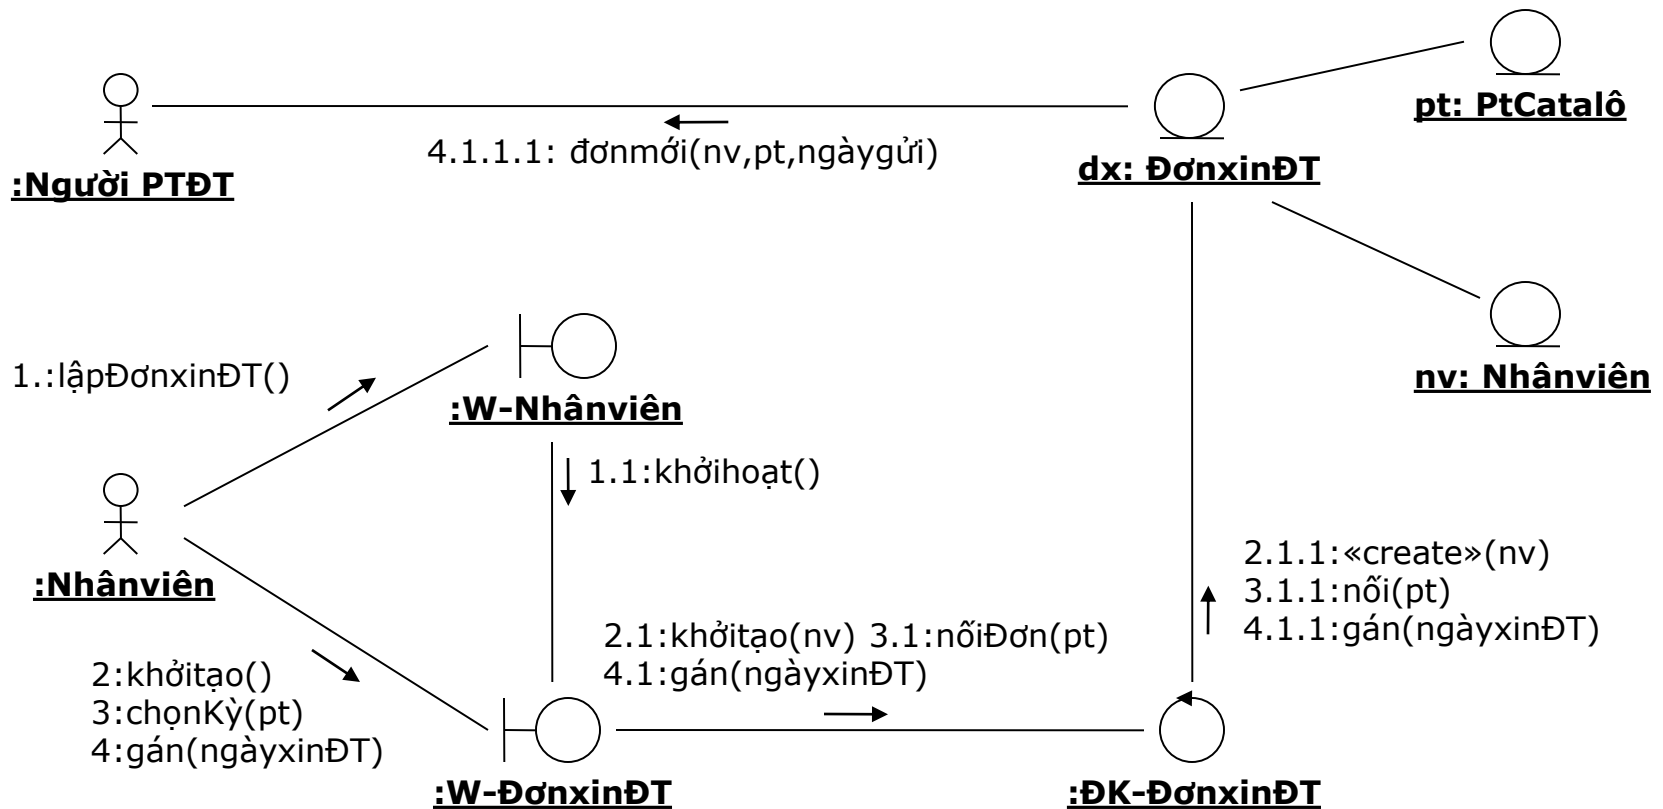 pt: PtCatalô
4.1.1.1: đơnmới(nv,pt,ngàygửi)
dx: ĐơnxinĐT
:Người PTĐT
1.:lậpĐơnxinĐT()
nv: Nhânviên
:W-Nhânviên
1.1:khởihoạt()
:Nhânviên
2.1.1:«create»(nv)
3.1.1:nối(pt)
4.1.1:gán(ngàyxinĐT)
2.1:khởitạo(nv) 3.1:nốiĐơn(pt)
4.1:gán(ngàyxinĐT)
2:khởitạo()
3:chọnKỳ(pt)
4:gán(ngàyxinĐT)
:W-ĐơnxinĐT
:ĐK-ĐơnxinĐT